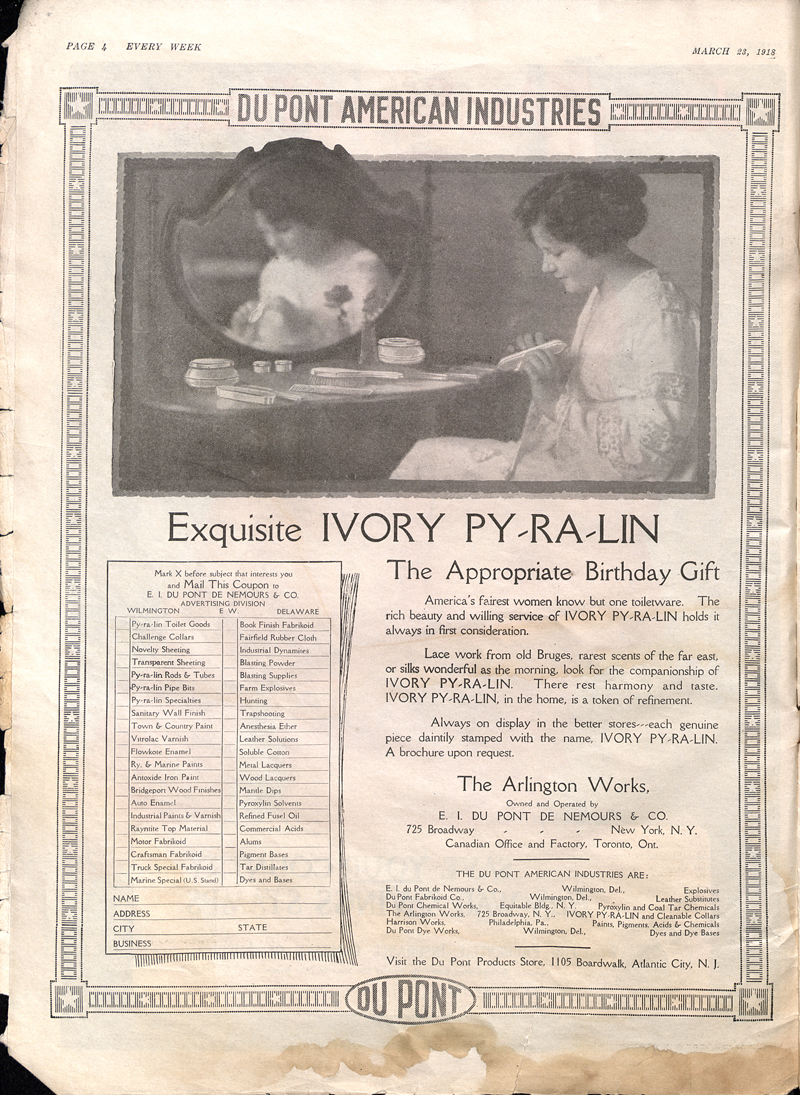 PAGE 4 EVERY WEEK
MARCH 23, 1918
DU PONT AMERICAN INDUSTRIES
Exquisite IVORY PY-RA-LIN
Mark X before subject that interests you
and Mail This Coupon to
E. I. DU PONT DE NEMOURS & CO.
ADVERTISING DIVISION
WILMINGTON E. W. DELAWARE
Py-ra-lin Toilet Goods
Challenge Collars
Novelty Sheeting
Transparent Sheeting
Py-ra-lin Rods & Tubes
Py-ra-lin Pipe Bits
Py-ra-lin Specialties
Sanitary Wall Finish
Town & Country Paint
Vitrolac Varnish
Flowkote Enamel
Ry. & Marine Paints
Antoxide Iron Paint
Bridgeport Wood Finishes
Auto Enamel
Industrial Paints & Varnish
Rayntite Top Material
Motor Fabrikoid
Craftsman Fabrikoid
Truck Special Fabrikoid
Marine Special (U.S. Stand)
Book Finish Fabrikoid
Fairfield Rubber Cloth
Industrial Dynamites
Blasting Powder
Blasting Supplies
Farm Explosives
Hunting
Trapshooting
Anesthesia Ether
Leather Solutions
Soluble Cotton
Metal Lacquers
Wood Lacquers
Mantle Dips
Pyroxylin Solvents
Refined Fusel Oil
Commercial Acids
Alums
Pigment Bases
Tar Distillates
Dyes and Bases
NAME
ADDRESS
CITY STATE
BUSINESS
The Appropriate Birthday Gift
America's fairest women know but one toiletware. The
rich beauty and willing service of IVORY PY-RA-LIN holds it
always in first consideration.
Lace work from old Bruges, rarest scents of the far east,
or silks wonderful as the morning, look for the companionship of
IVORY PY-RA-LIN. There rest harmony and taste.
IVORY PY-RA-LIN, in the home, is a token of refinement.
Always on display in the better stores---each genuine
piece daintily stamped with the name, IVORY PY-RA-LIN.
A brochure upon request.
The Arlington Works,
Owned and Operated by
E. I. DU PONT DE NEMOURS & CO.
725 Broadway - - - New York, N. Y.
Canadian Office and Factory, Toronto, Ont.
THE DU PONT AMERICAN INDUSTRIES ARE:
E. I. du Pont de Nemours & Co., Wilmington, Del., Explosives
Du Pont Fabrikoid Co., Wilmington, Del., Leather Substitutes
Du Pont Chemical Works, Equitable Bldg., N. Y. Pyroxylin and Coal Tar Chemicals
The Arlington Works, 725 Broadway, N. Y., IVORY PY-RA-LIN and Cleanable Collars
Harrison Works, Philadelphia, Pa., Paints, Pigments, Acids & Chemicals
Du Pont Dye Works, Wilmington, Del., Dyes and Dye Bases
Visit the Du Pont Products Store, 1105 Boardwalk, Atlantic City, N. J.
DU PONT